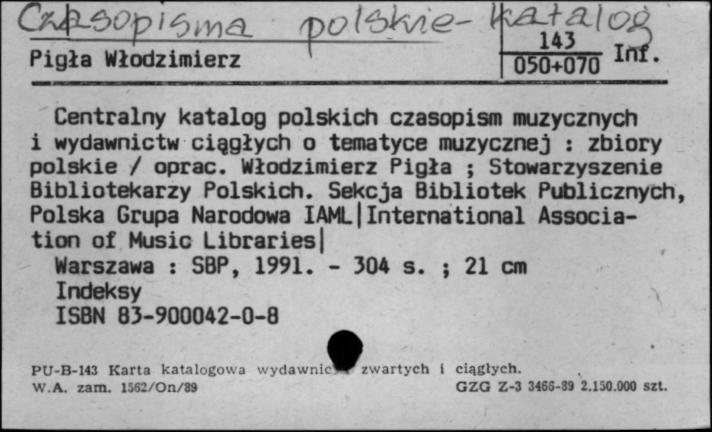 Czasopisma polskie - katalog
Pigła Włodzimierz
143
050+070 Inf.
Centralny katalog polskich czasopism muzycznych
i wydawnictw ciągłych o tematyce muzycznej : zbiory
polskie / oprac. Włodzimierz Pigła ; Stowarzyszenie
Bibliotekarzy Polskich. Sekcja Bibliotek Publicznych,
Polska Grupa Narodowa IAML|International Associa-
tion of Music Libraries|
Warszawa : SBP, 1991. - 304 s. ; 21 cm
Indeksy
ISBN 83-900042-0-8
PU-B-143 Karta katalogowa wydawnic zwartych i ciągłych.
W.A. zam. 1562/On/89 GZG Z-3 3466-89 2.150.000 szt.